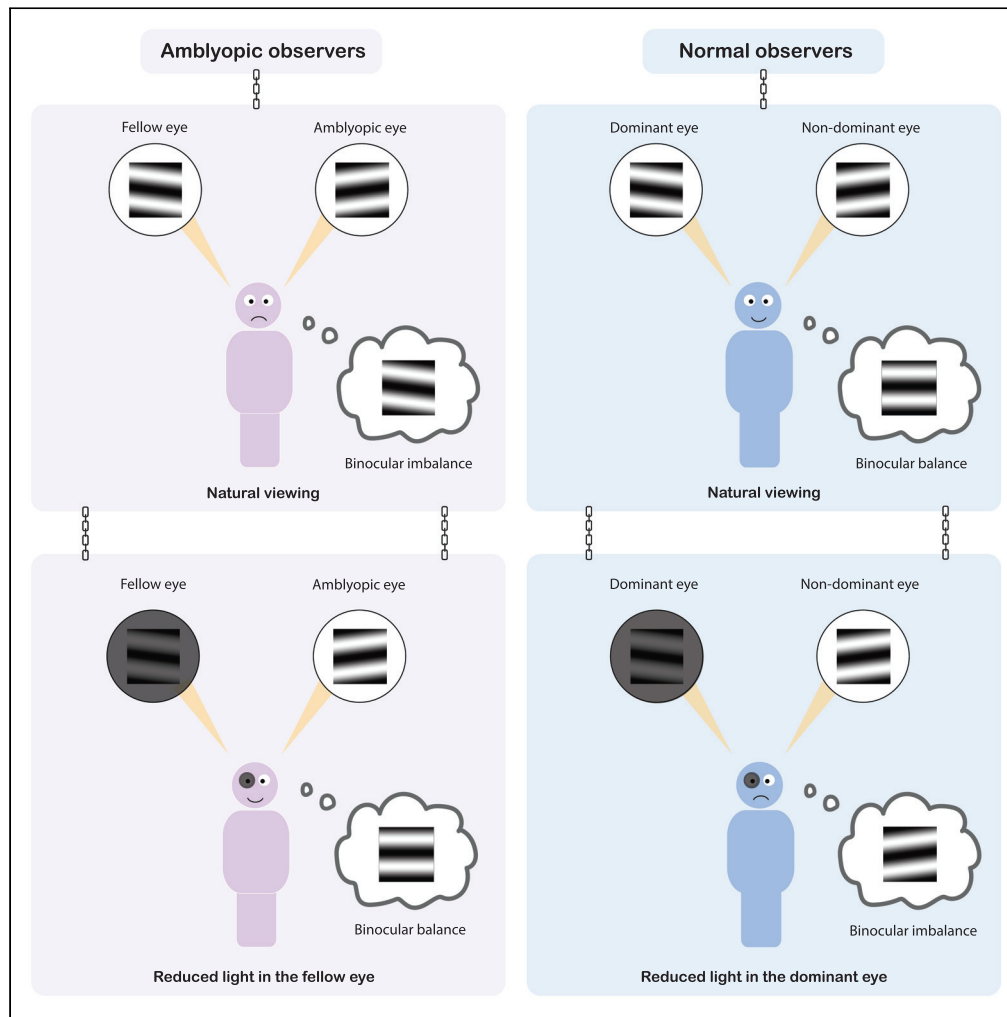 Amblyopic observers
Fellow eye
Amblyopic eye
Binocular imbalance
Natural viewing
Fellow eye
Amblyopic eye
Binocular balance
Reduced light in the fellow eye
Normal observers
Dominant eye
Non-dominant eye
Binocular balance
Natural viewing
Dominant eye
Non-dominant eye
Binocular imbalance
Reduced light in the dominant eye